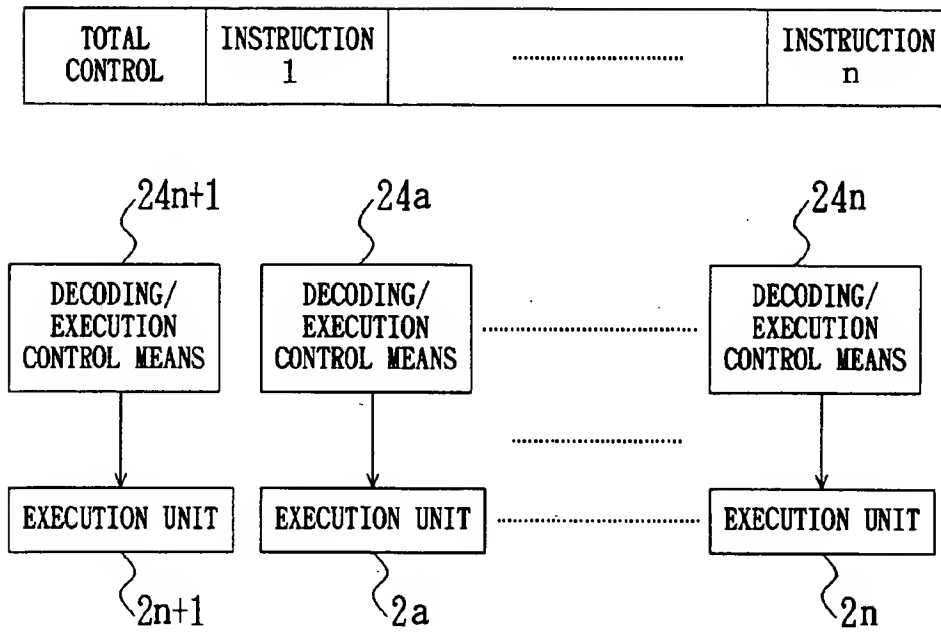 TOTAL CONTROL
INSTRUCTION 1
INSTRUCTION n
24n+1
24a
24n
DECODING/
EXECUTION
CONTROL MEANS
DECODING/
EXECUTION
CONTROL MEANS
DECODING/
EXECUTION
CONTROL MEANS
EXECUTION UNIT
EXECUTION UNIT
EXECUTION UNIT
2n+1
2a
2n